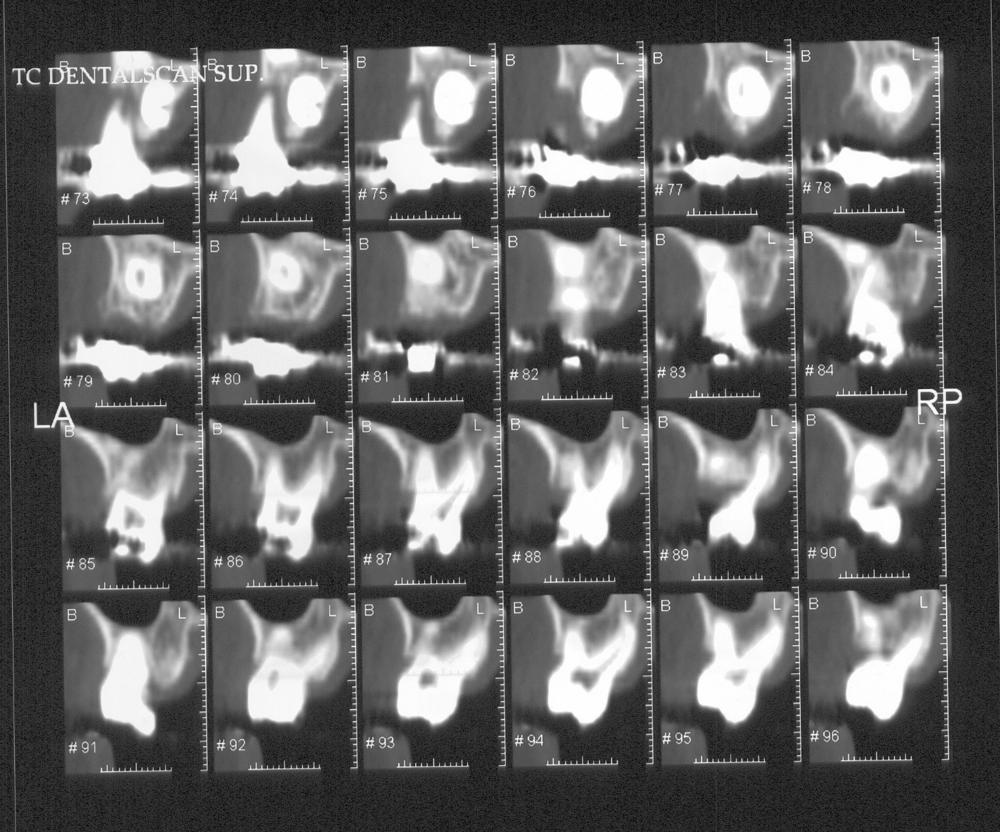 B L B L B L B L B L B L
TC DENTALSCAN SUP.
#73 #74 #75 #76 #77 #78
B L B L B L B L B L B L
#79 #80 #81 #82 #83 #84
LA RP
B L B L B L B L B L B L
#85 #86 #87 #88 #89 #90
B L B L B L B L B L B L
#91 #92 #93 #94 #95 #96